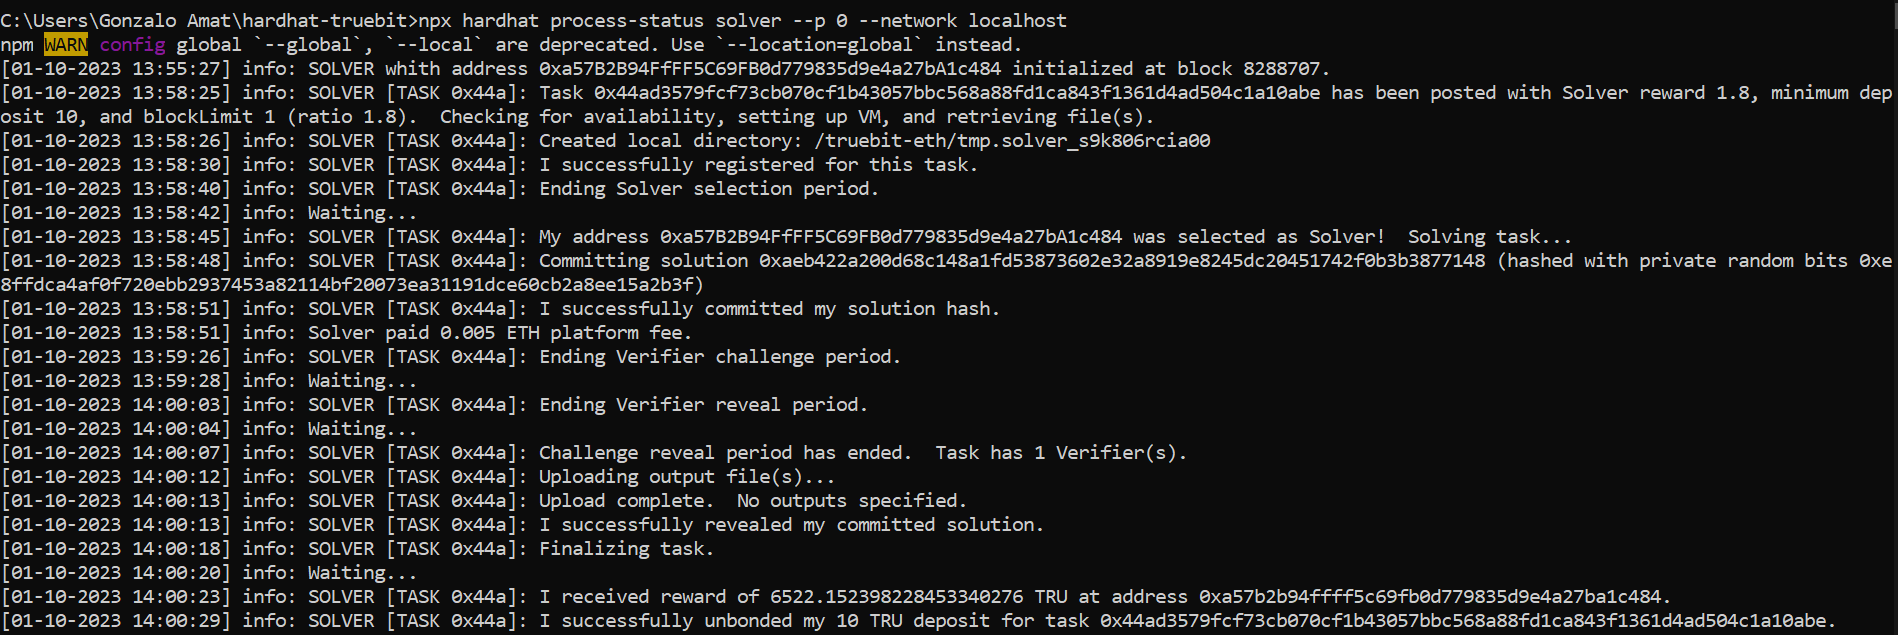 C:\Users\Gonzalo Amat\hardhat-truebit>npx hardhat process-status solver --p 0 --network localhost
npm WARN config global `--global`, `--local` are deprecated. Use `--location=global` instead.
[01-10-2023 13:55:27] info: SOLVER whith address 0xa57B2B94FfFF5C69FB0d779835d9e4a27bA1c484 initialized at block 8288707.
[01-10-2023 13:58:25] info: SOLVER [TASK 0x44a]: Task 0x44ad3579fcf73cb070cf1b43057bbc568a88fd1ca843f1361d4ad504c1a10abe has been posted with Solver reward 1.8, minimum dep
osit 10, and blockLimit 1 (ratio 1.8).  Checking for availability, setting up VM, and retrieving file(s).
[01-10-2023 13:58:26] info: SOLVER [TASK 0x44a]: Created local directory: /truebit-eth/tmp.solver_s9k806rcia00
[01-10-2023 13:58:30] info: SOLVER [TASK 0x44a]: I successfully registered for this task.
[01-10-2023 13:58:40] info: SOLVER [TASK 0x44a]: Ending Solver selection period.
[01-10-2023 13:58:42] info: Waiting...
[01-10-2023 13:58:45] info: SOLVER [TASK 0x44a]: My address 0xa57B2B94FfFF5C69FB0d779835d9e4a27bA1c484 was selected as Solver!  Solving task...
[01-10-2023 13:58:48] info: SOLVER [TASK 0x44a]: Committing solution 0xaeb422a200d68c148a1fd53873602e32a8919e8245dc20451742f0b3b3877148 (hashed with private random bits 0xe
8ffdca4af0f720ebb2937453a82114bf20073ea31191dce60cb2a8ee15a2b3f)
[01-10-2023 13:58:51] info: SOLVER [TASK 0x44a]: I successfully committed my solution hash.
[01-10-2023 13:58:51] info: Solver paid 0.005 ETH platform fee.
[01-10-2023 13:59:26] info: SOLVER [TASK 0x44a]: Ending Verifier challenge period.
[01-10-2023 13:59:28] info: Waiting...
[01-10-2023 14:00:03] info: SOLVER [TASK 0x44a]: Ending Verifier reveal period.
[01-10-2023 14:00:04] info: Waiting...
[01-10-2023 14:00:07] info: SOLVER [TASK 0x44a]: Challenge reveal period has ended.  Task has 1 Verifier(s).
[01-10-2023 14:00:12] info: SOLVER [TASK 0x44a]: Uploading output file(s)...
[01-10-2023 14:00:13] info: SOLVER [TASK 0x44a]: Upload complete.  No outputs specified.
[01-10-2023 14:00:13] info: SOLVER [TASK 0x44a]: I successfully revealed my committed solution.
[01-10-2023 14:00:18] info: SOLVER [TASK 0x44a]: Finalizing task.
[01-10-2023 14:00:20] info: Waiting...
[01-10-2023 14:00:23] info: SOLVER [TASK 0x44a]: I received reward of 6522.152398228453340276 TRU at address 0xa57b2b94ffff5c69fb0d779835d9e4a27ba1c484.
[01-10-2023 14:00:29] info: SOLVER [TASK 0x44a]: I successfully unbonded my 10 TRU deposit for task 0x44ad3579fcf73cb070cf1b43057bbc568a88fd1ca843f1361d4ad504c1a10abe.